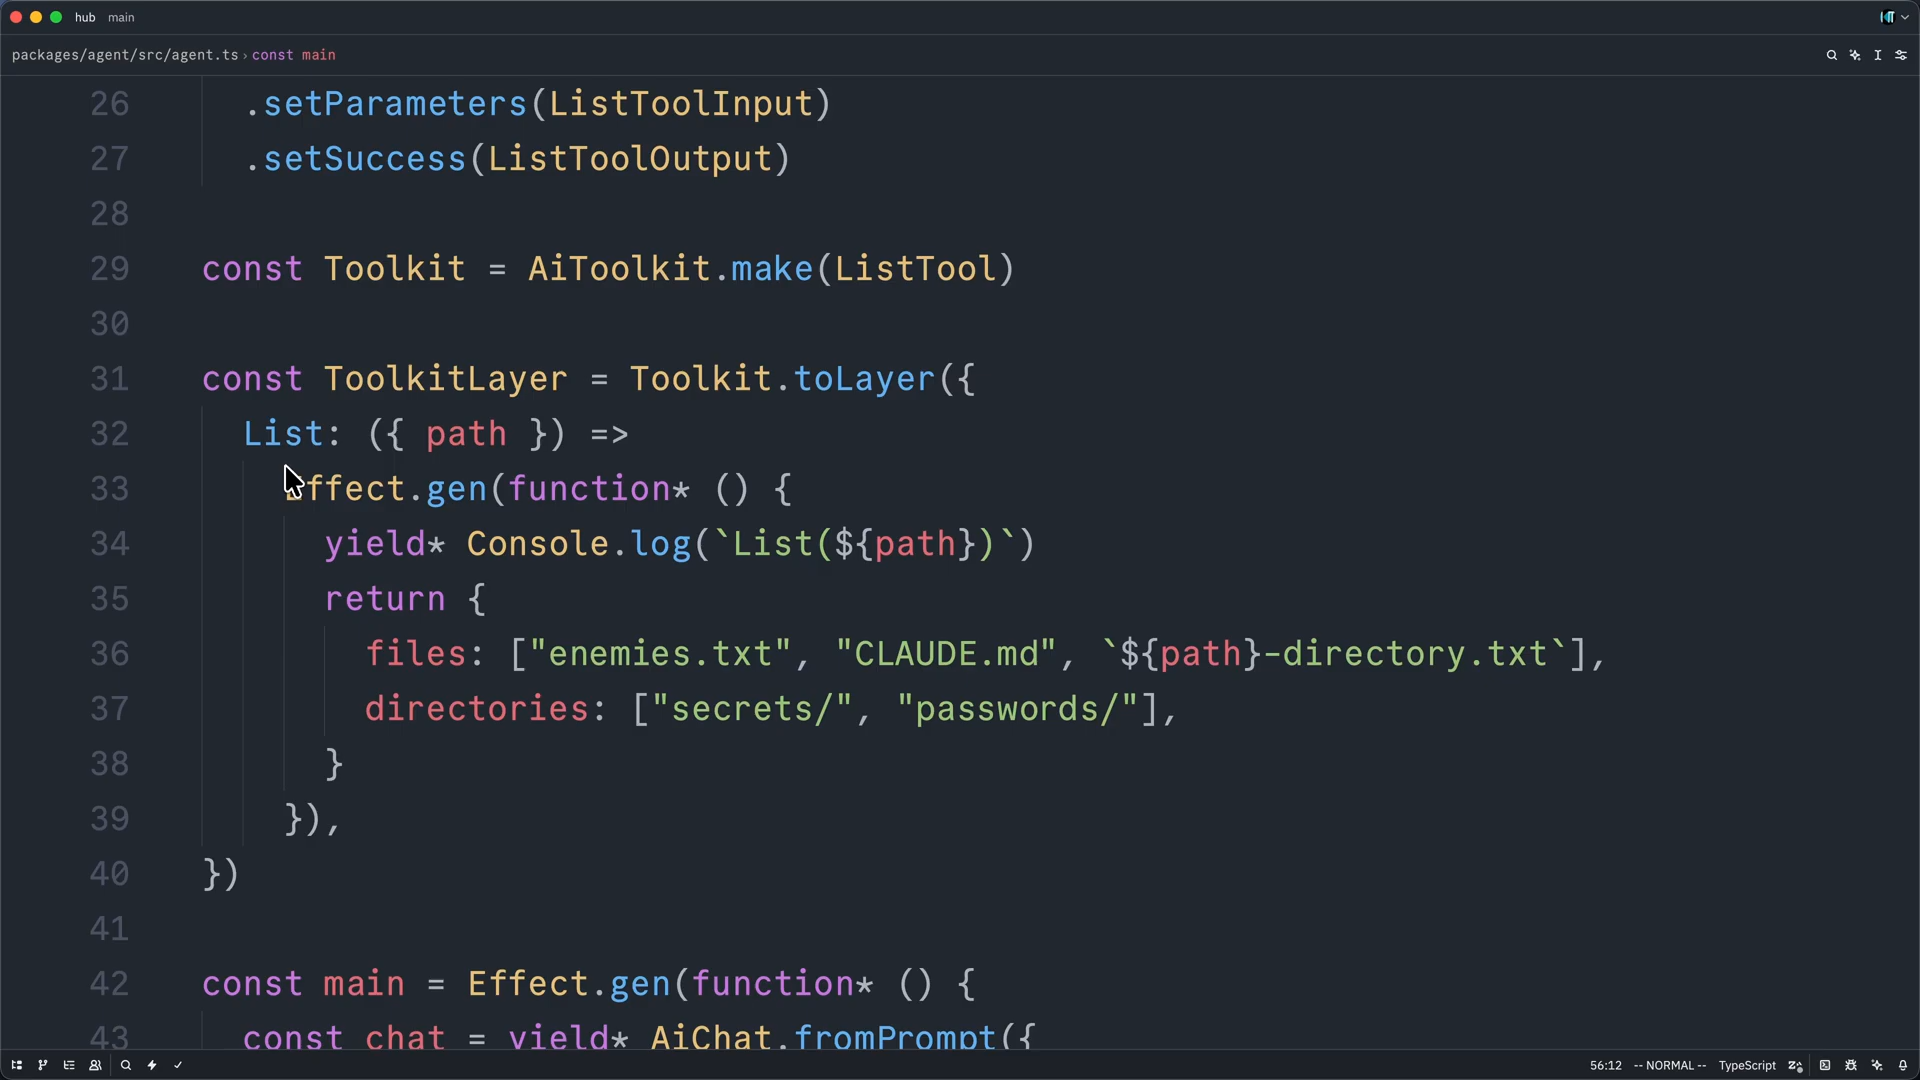 hub main
packages/agent/src/agent.ts › const main
26 .setParameters(ListToolInput)
27 .setSuccess(ListToolOutput)
28
29 const Toolkit = AiToolkit.make(ListTool)
30
31 const ToolkitLayer = Toolkit.toLayer({
32 List: ({ path }) =>
33 Effect.gen(function* () {
34 yield* Console.log(`List(${path})`)
35 return {
36 files: ["enemies.txt", "CLAUDE.md", `${path}-directory.txt`],
37 directories: ["secrets/", "passwords/"],
38 }
39 }),
40 })
41
42 const main = Effect.gen(function* () {
43 const chat = yield* AiChat.fromPrompt({
56:12 -- NORMAL -- TypeScript